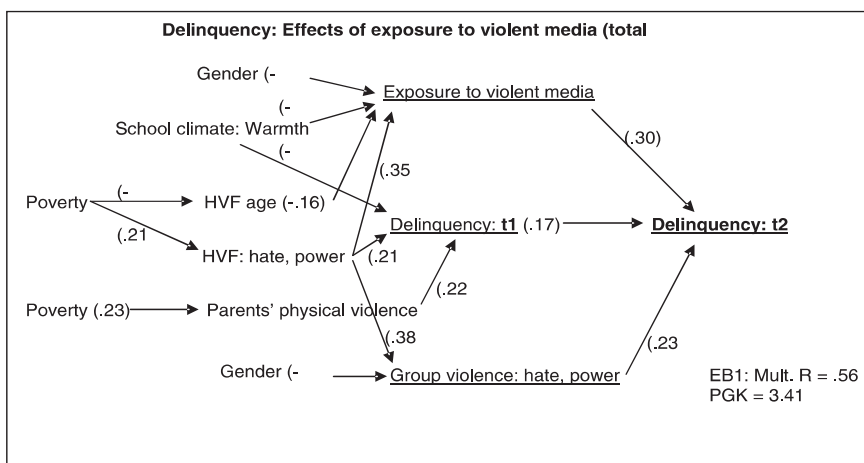 Delinquency: Effects of exposure to violent media (total
Gender (-
Exposure to violent media
(-
School climate: Warmth
(-
(.30)
(.35
Poverty
(-
HVF age (-.16)
Delinquency: t1 (.17)
Delinquency: t2
(.21
HVF: hate, power
(.21
(.22
Poverty (.23)
Parents' physical violence
(.38
(.23
Gender (-
Group violence: hate, power
EB1: Mult. R = .56
PGK = 3.41